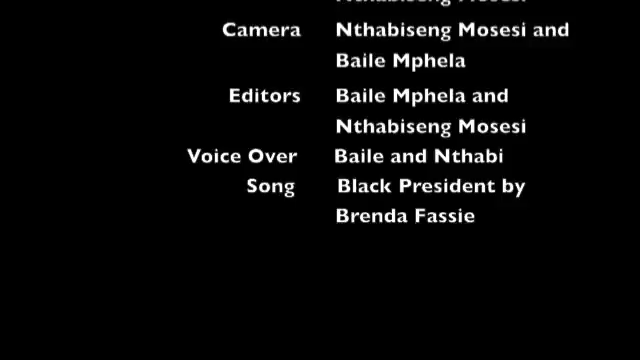 Camera Nthabiseng Mosesi and
Baile Mphela
Editors Baile Mphela and
Nthabiseng Mosesi
Voice Over Baile and Nthabi
Song Black President by
Brenda Fassie